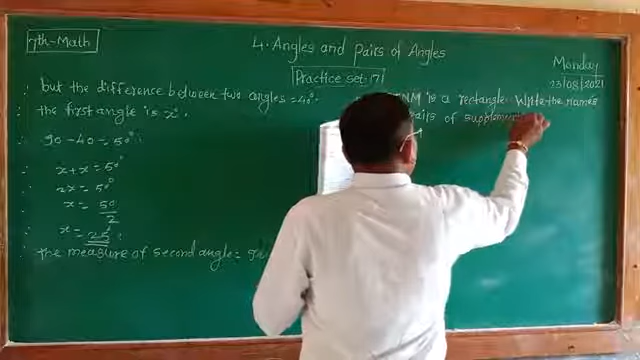 7th-Math
4. Angles and Pairs of Angles
Practice set 17
Monday
23/08/2021
but the difference between two angles = 40°.
the first angle is x°.
∴ 90 - 40 = 50°
∴ x + x = 50°
∴ 2x = 50°
∴ x = 50/2
∴ x = 25°
the measure of second angle =
NM is a rectangle. Write the names
pairs of